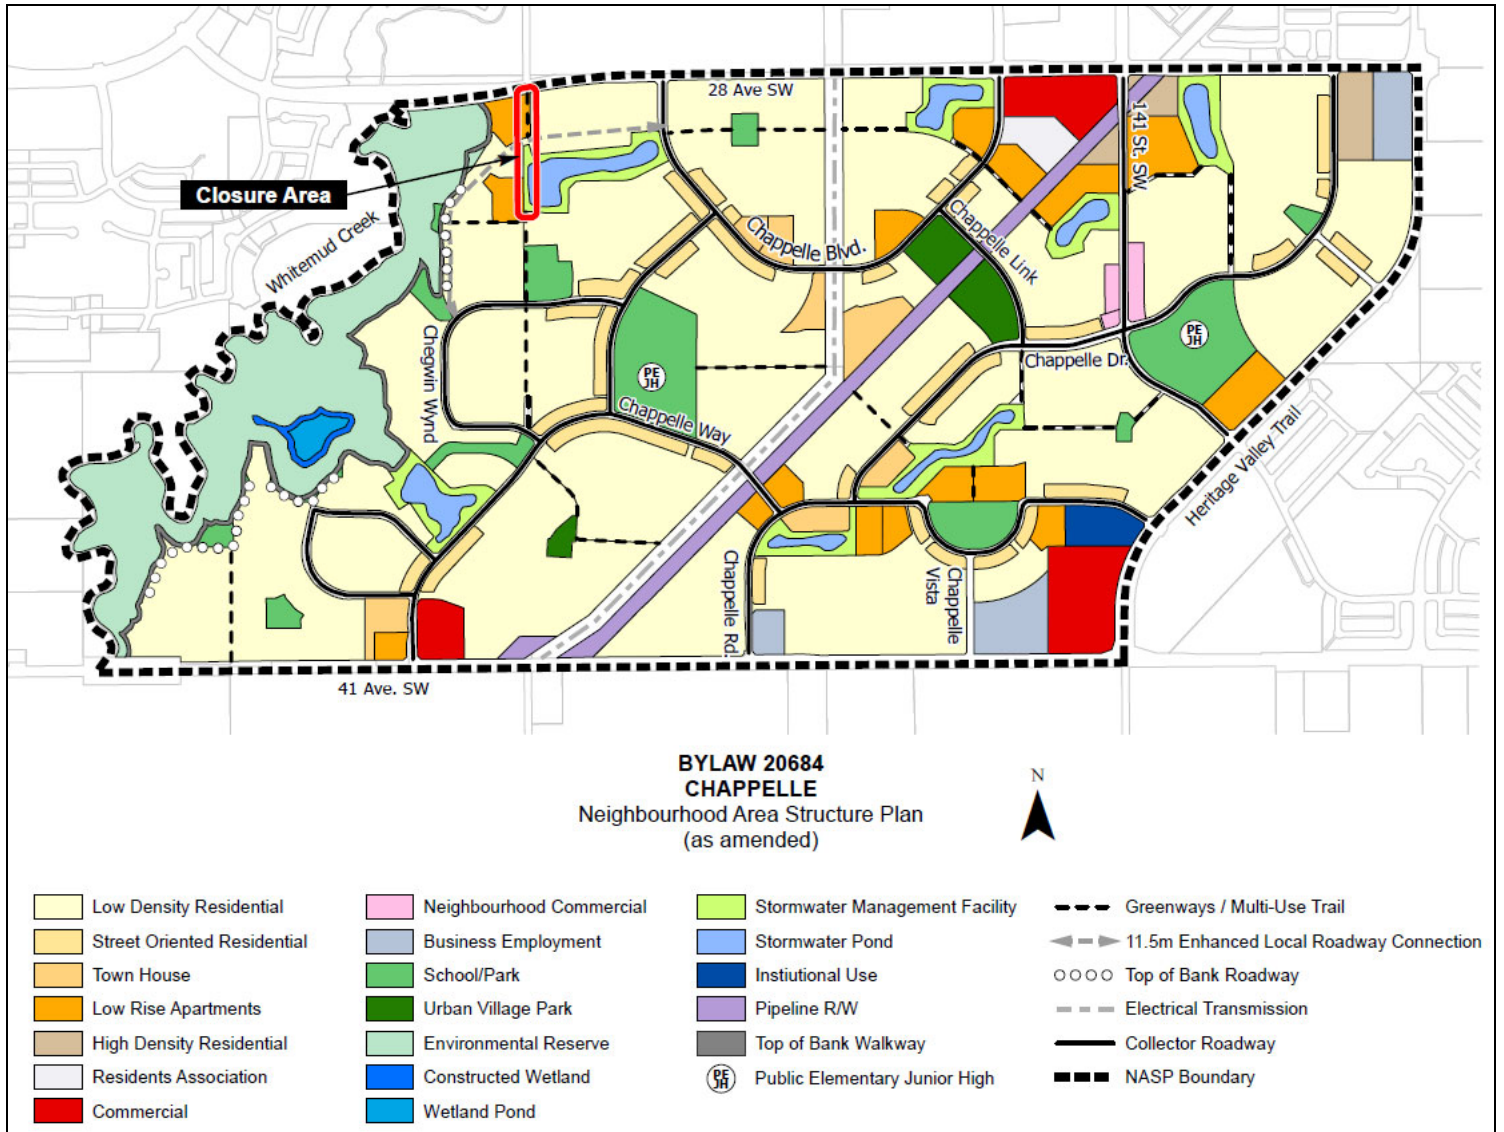 28 Ave SW
141 St. SW
Closure Area
Whitemud Creek
Chappelle Blvd.
Chappelle Link
Chegwin Wynd
PE
JH
Chappelle Dr.
PE
JH
Chappelle Way
Heritage Valley Trail
Chappelle Rd.
Chappelle
Vista
41 Ave. SW
BYLAW 20684
CHAPPELLE
Neighbourhood Area Structure Plan
(as amended)
N
Low Density Residential
Street Oriented Residential
Town House
Low Rise Apartments
High Density Residential
Residents Association
Commercial
Neighbourhood Commercial
Business Employment
School/Park
Urban Village Park
Environmental Reserve
Constructed Wetland
Wetland Pond
Stormwater Management Facility
Stormwater Pond
Instiutional Use
Pipeline R/W
Top of Bank Walkway
PE
JH
Public Elementary Junior High
Greenways / Multi-Use Trail
11.5m Enhanced Local Roadway Connection
Top of Bank Roadway
Electrical Transmission
Collector Roadway
NASP Boundary